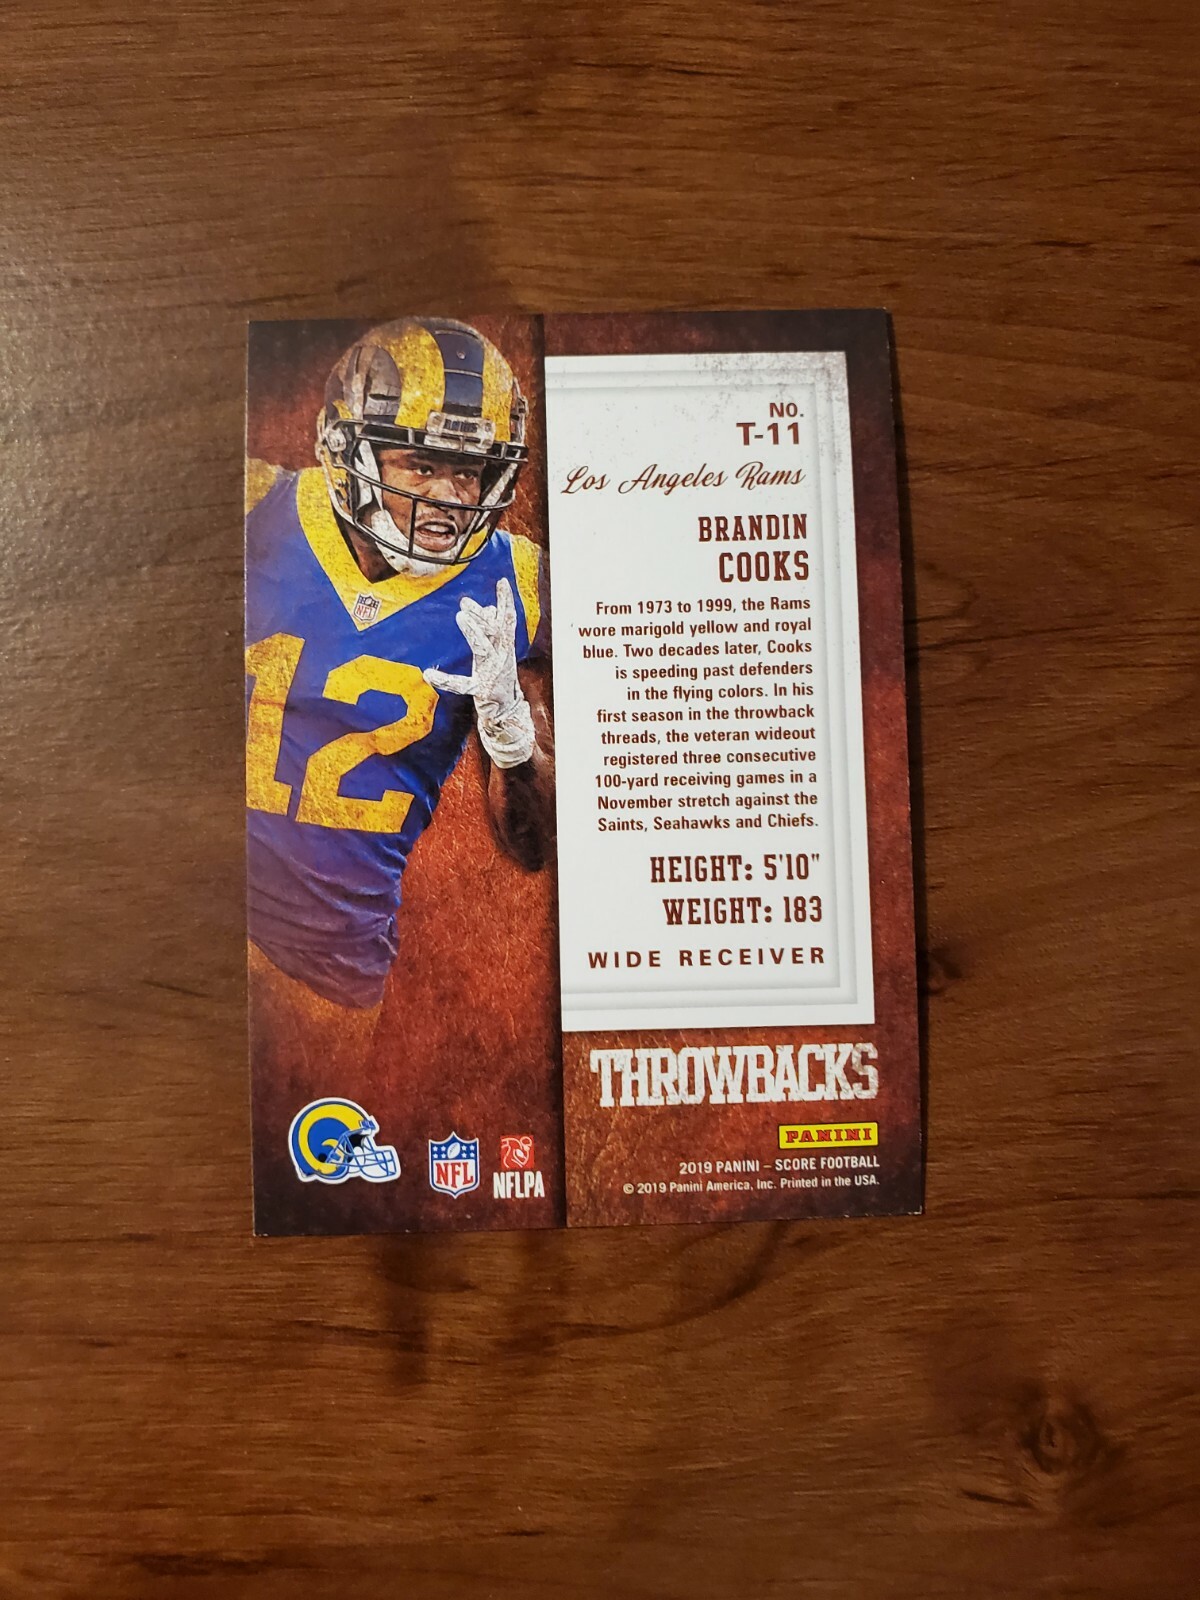 NO.
T-11
Los Angeles Rams
BRANDIN
COOKS
From 1973 to 1999, the Rams
wore marigold yellow and royal
blue. Two decades later, Cooks
is speeding past defenders
in the flying colors. In his
first season in the throwback
threads, the veteran wideout
registered three consecutive
100-yard receiving games in a
November stretch against the
Saints, Seahawks and Chiefs.
HEIGHT: 5'10"
WEIGHT: 183
WIDE RECEIVER
THROWBACKS
PANINI
2019 PANINI – SCORE FOOTBALL
© 2019 Panini America, Inc. Printed in the USA.
12
NFL
NFL
NFLPA